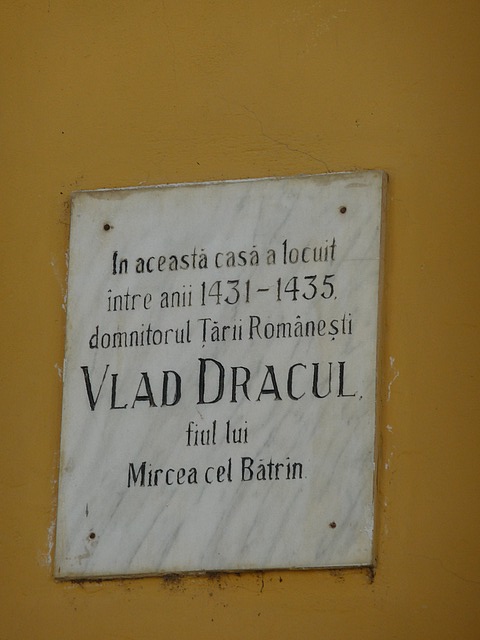 In această casă a locuit
între anii 1431-1435,
domnitorul Țării Românești
VLAD DRACUL,
fiul lui
Mircea cel Bătrîn